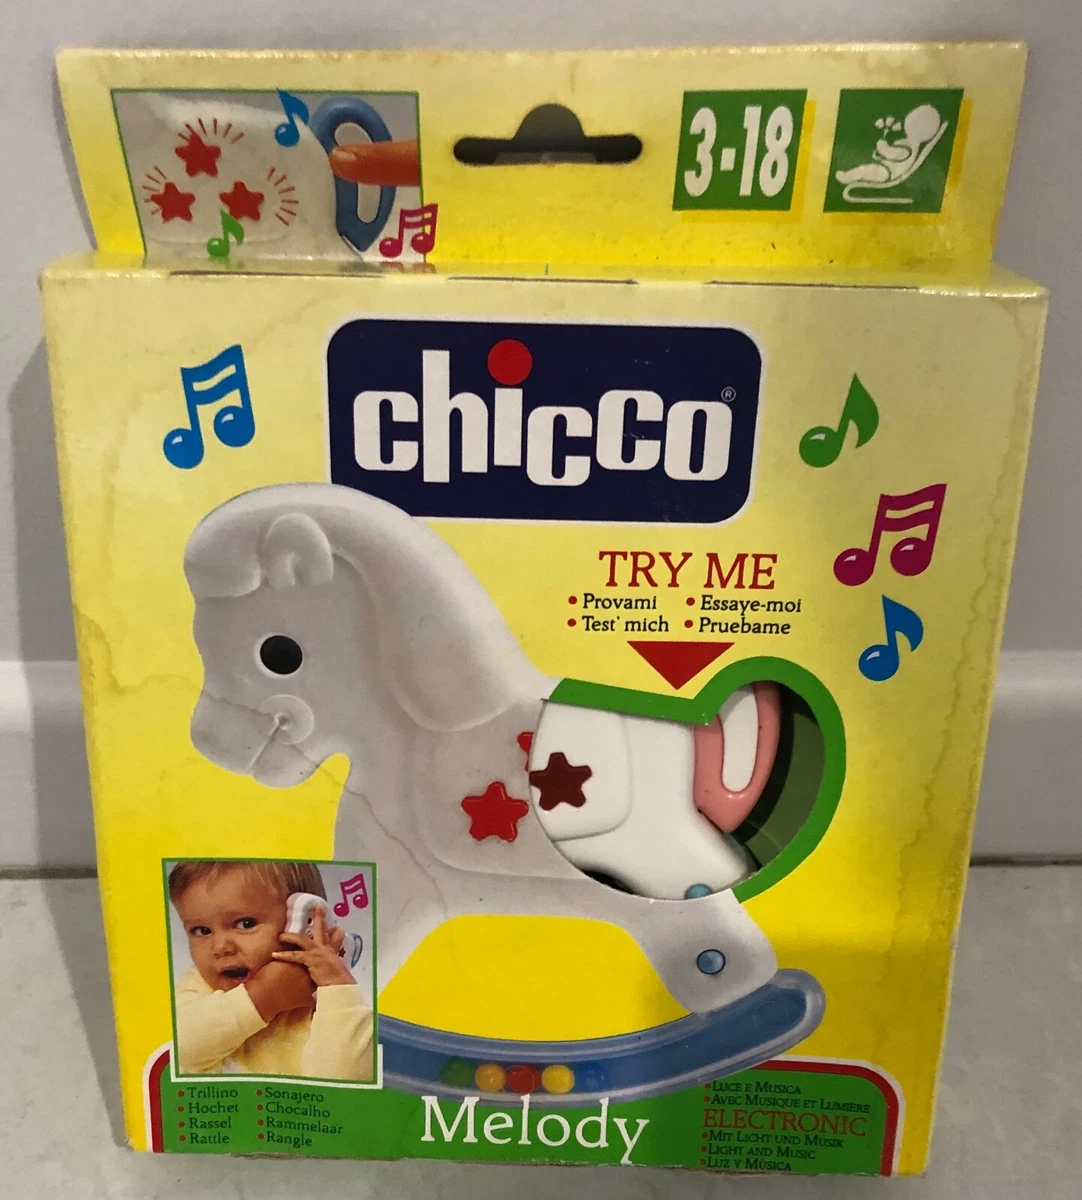 3-18
chicco®
TRY ME
• Provami • Essaye-moi
• Test' mich • Pruebame
• Trillino • Sonajero
• Hochet • Chocalho
• Rassel • Rammelaar
• Rattle • Rangle
Melody
• LUCE E MUSICA
• AVEC MUSIQUE ET LUMIÈRE
ELECTRONIC
• MIT LICHT UND MUSIK
• LIGHT AND MUSIC
• LUZ Y MÚSICA